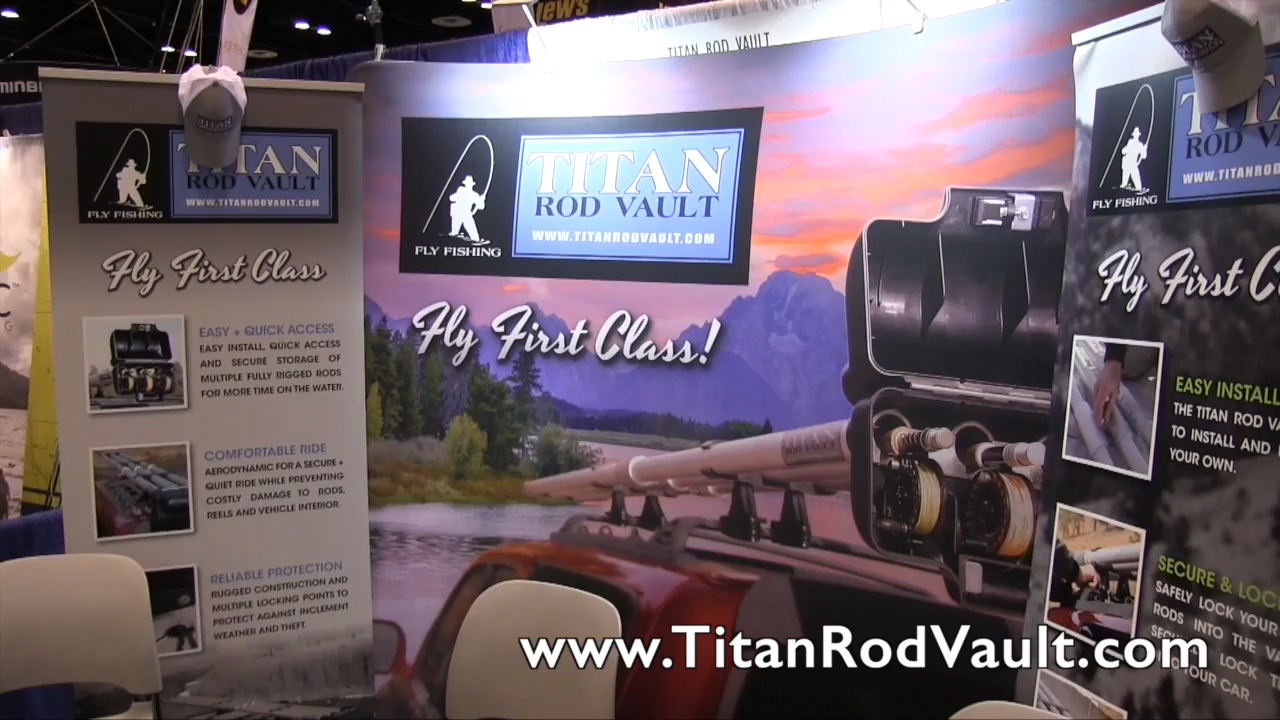 News
TITAN ROD VAULT
TITAN
TITAN
ROD VAULT
WWW.TITANRODVAULT.COM
FLY FISHING
Fly First Class
EASY + QUICK ACCESS
EASY INSTALL, QUICK ACCESS
AND SECURE STORAGE OF
MULTIPLE FULLY RIGGED RODS
FOR MORE TIME ON THE WATER.
COMFORTABLE RIDE
AERODYNAMIC FOR A SECURE +
QUIET RIDE WHILE PREVENTING
COSTLY DAMAGE TO RODS,
REELS AND VEHICLE INTERIOR.
RELIABLE PROTECTION
RUGGED CONSTRUCTION AND
MULTIPLE LOCKING POINTS TO
PROTECT AGAINST INCLEMENT
WEATHER AND THEFT.
TITAN
ROD VAULT
WWW.TITANRODVAULT.COM
FLY FISHING
Fly First Class!
FLY FISHING
WWW.TITANROD
Fly First C
EASY INSTALL
THE TITAN ROD VA
TO INSTALL AND
YOUR OWN.
SECURE & LOC
SAFELY LOCK YOUR
RODS INTO THE VA
LOCK
YOUR CAR.
www.TitanRodVault.com